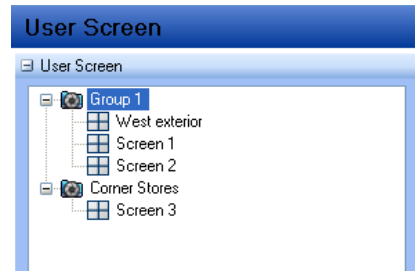 User Screen
User Screen
Group 1
West exterior
Screen 1
Screen 2
Corner Stores
Screen 3